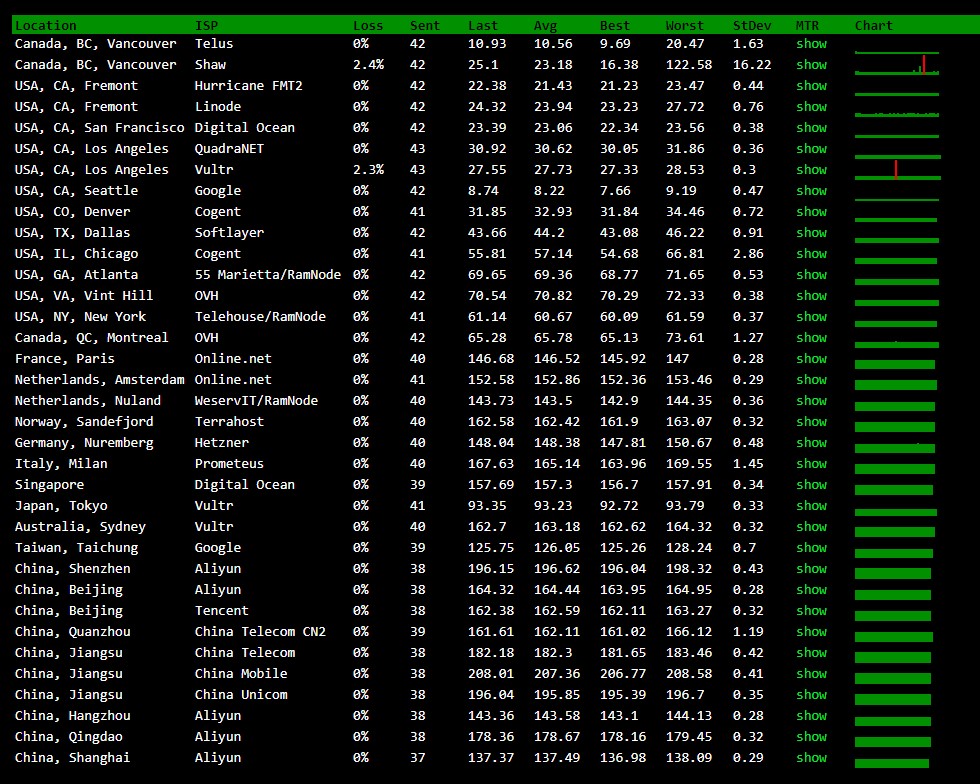 Location ISP Loss Sent Last Avg Best Worst StDev MTR Chart
Canada, BC, Vancouver Telus 0% 42 10.93 10.56 9.69 20.47 1.63 show
Canada, BC, Vancouver Shaw 2.4% 42 25.1 23.18 16.38 122.58 16.22 show
USA, CA, Fremont Hurricane FMT2 0% 42 22.38 21.43 21.23 23.47 0.44 show
USA, CA, Fremont Linode 0% 42 24.32 23.94 23.23 27.72 0.76 show
USA, CA, San Francisco Digital Ocean 0% 42 23.39 23.06 22.34 23.56 0.38 show
USA, CA, Los Angeles QuadraNET 0% 43 30.92 30.62 30.05 31.86 0.36 show
USA, CA, Los Angeles Vultr 2.3% 43 27.55 27.73 27.33 28.53 0.3 show
USA, CA, Seattle Google 0% 42 8.74 8.22 7.66 9.19 0.47 show
USA, CO, Denver Cogent 0% 41 31.85 32.93 31.84 34.46 0.72 show
USA, TX, Dallas Softlayer 0% 42 43.66 44.2 43.08 46.22 0.91 show
USA, IL, Chicago Cogent 0% 41 55.81 57.14 54.68 66.81 2.86 show
USA, GA, Atlanta 55 Marietta/RamNode 0% 42 69.65 69.36 68.77 71.65 0.53 show
USA, VA, Vint Hill OVH 0% 42 70.54 70.82 70.29 72.33 0.38 show
USA, NY, New York Telehouse/RamNode 0% 41 61.14 60.67 60.09 61.59 0.37 show
Canada, QC, Montreal OVH 0% 42 65.28 65.78 65.13 73.61 1.27 show
France, Paris Online.net 0% 40 146.68 146.52 145.92 147 0.28 show
Netherlands, Amsterdam Online.net 0% 41 152.58 152.86 152.36 153.46 0.29 show
Netherlands, Nuland WeservIT/RamNode 0% 40 143.73 143.5 142.9 144.35 0.36 show
Norway, Sandefjord Terrahost 0% 40 162.58 162.42 161.9 163.07 0.32 show
Germany, Nuremberg Hetzner 0% 40 148.04 148.38 147.81 150.67 0.48 show
Italy, Milan Prometeus 0% 40 167.63 165.14 163.96 169.55 1.45 show
Singapore Digital Ocean 0% 39 157.69 157.3 156.7 157.91 0.34 show
Japan, Tokyo Vultr 0% 41 93.35 93.23 92.72 93.79 0.33 show
Australia, Sydney Vultr 0% 40 162.7 163.18 162.62 164.32 0.32 show
Taiwan, Taichung Google 0% 39 125.75 126.05 125.26 128.24 0.7 show
China, Shenzhen Aliyun 0% 38 196.15 196.62 196.04 198.32 0.43 show
China, Beijing Aliyun 0% 38 164.32 164.44 163.95 164.95 0.28 show
China, Beijing Tencent 0% 38 162.38 162.59 162.11 163.27 0.32 show
China, Quanzhou China Telecom CN2 0% 39 161.61 162.11 161.02 166.12 1.19 show
China, Jiangsu China Telecom 0% 38 182.18 182.3 181.65 183.46 0.42 show
China, Jiangsu China Mobile 0% 38 208.01 207.36 206.77 208.58 0.41 show
China, Jiangsu China Unicom 0% 38 196.04 195.85 195.39 196.7 0.35 show
China, Hangzhou Aliyun 0% 38 143.36 143.58 143.1 144.13 0.28 show
China, Qingdao Aliyun 0% 38 178.36 178.67 178.16 179.45 0.32 show
China, Shanghai Aliyun 0% 37 137.37 137.49 136.98 138.09 0.29 show